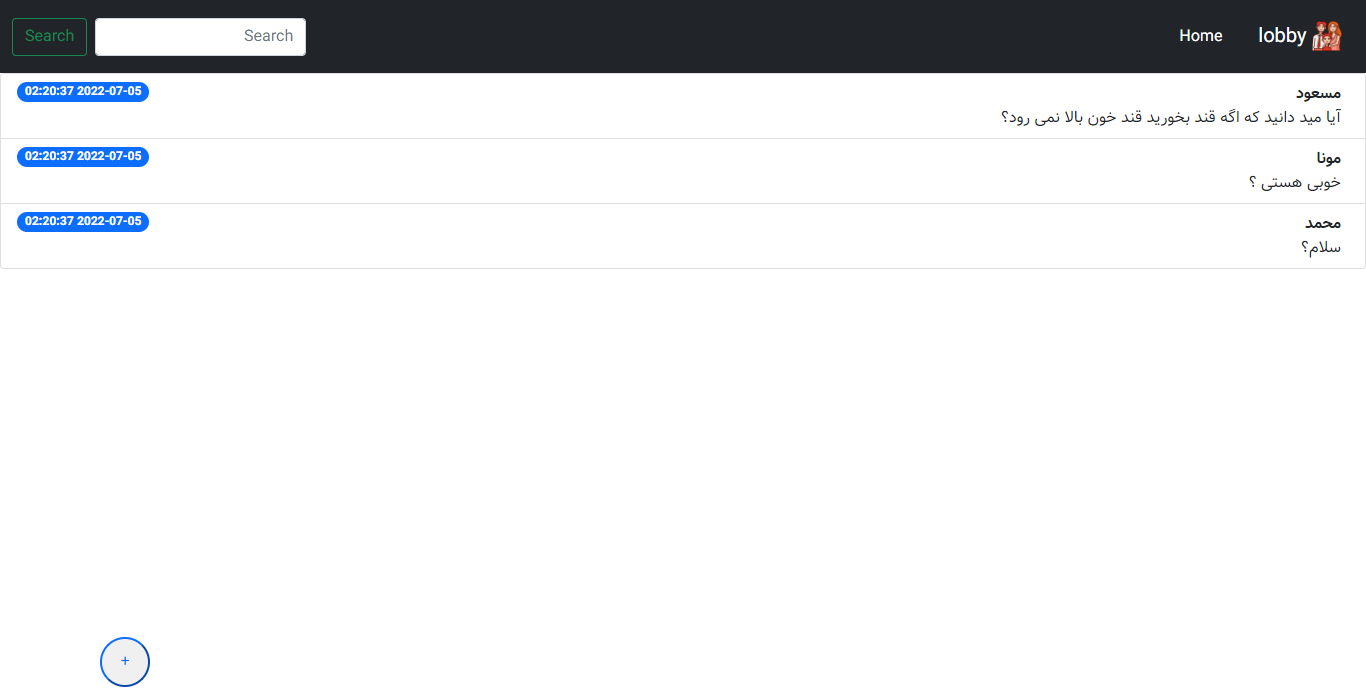 lobby
Home
Search
Search
مسعود
02:20:37 2022-07-05
آیا مید دانید که اگه قند بخورید قند خون بالا نمی رود؟
مونا
02:20:37 2022-07-05
خوبی هستی ؟
محمد
02:20:37 2022-07-05
سلام؟
+